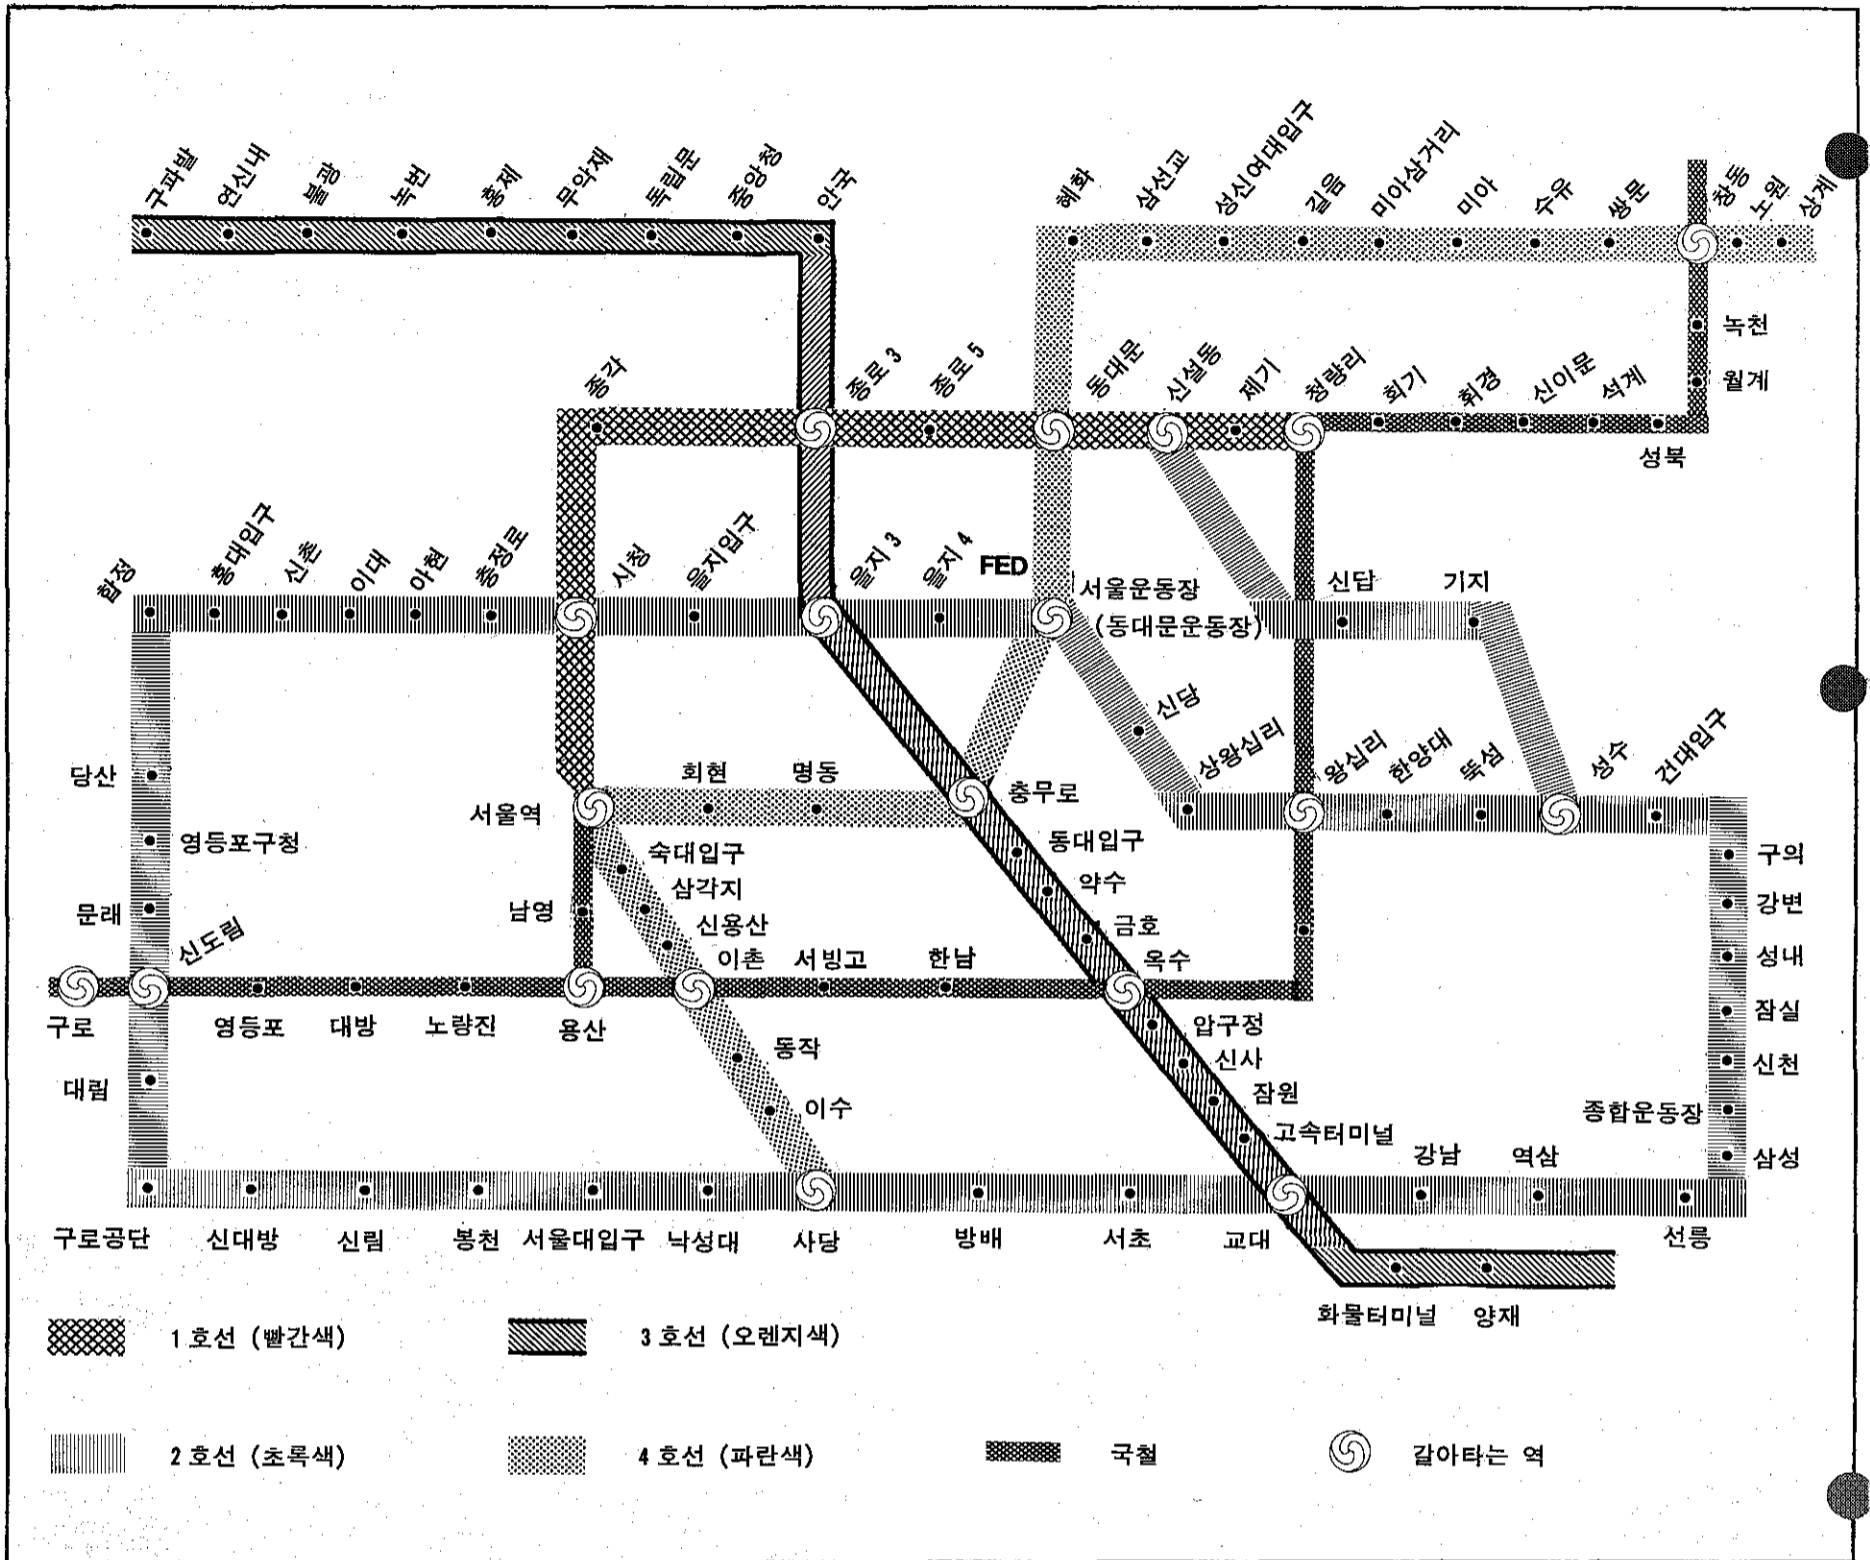 구파발
연신내
불광
녹번
홍제
무악재
독립문
중앙청
안국
혜화
삼선교
성신여대입구
길음
미아삼거리
미아
수유
쌍문
창동
노원
상계
녹천
월계
종각
종로 3
종로 5
동대문
신설동
제기
청량리
회기
휘경
신이문
석계
성북
합정
홍대입구
신촌
이대
아현
충정로
시청
을지입구
을지 3
을지 4
FED
서울운동장
(동대문운동장)
신답
기지
신당
상왕십리
왕십리
한양대
뚝섬
성수
건대입구
당산
영등포구청
문래
신도림
서울역
회현
명동
충무로
숙대입구
삼각지
신용산
이촌
서빙고
한남
남영
동대입구
약수
금호
옥수
구의
강변
성내
잠실
신천
종합운동장
삼성
구로
영등포
대방
노량진
용산
대림
동작
이수
압구정
신사
잠원
고속터미널
강남
역삼
구로공단
신대방
신림
봉천
서울대입구
낙성대
사당
방배
서초
교대
선릉
화물터미널
양재
1 호선 (빨간색)
3 호선 (오렌지색)
2 호선 (초록색)
4 호선 (파란색)
국철
갈아타는 역